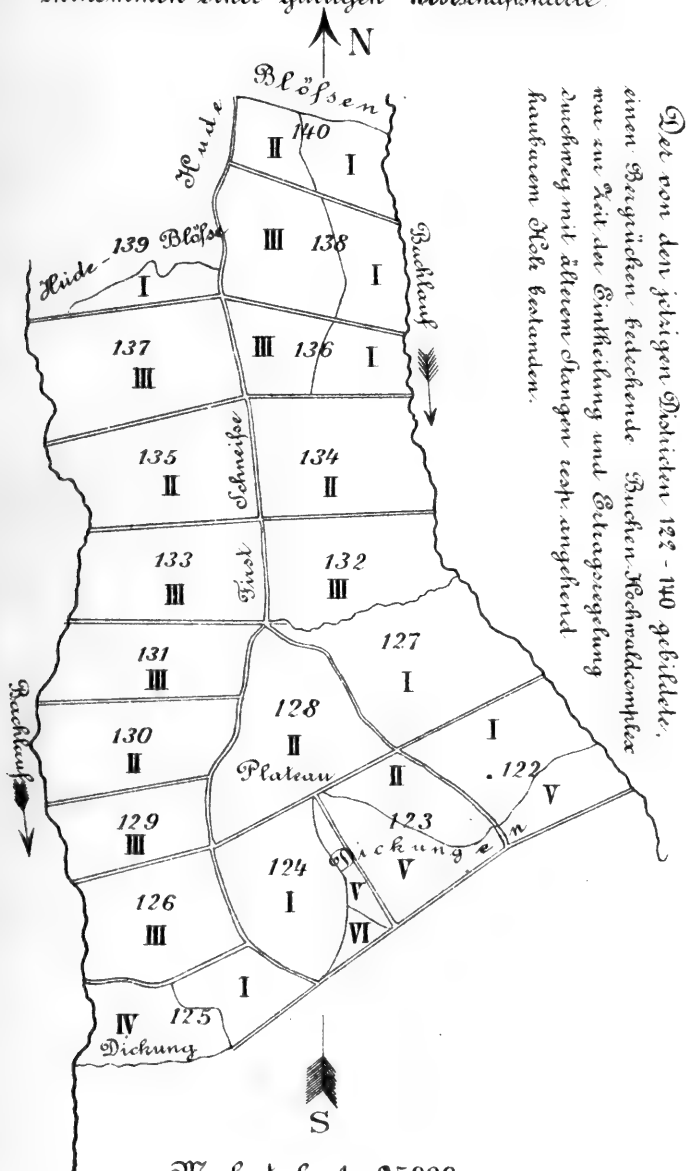 N
Blößen
Hude
140
II
I
III
138
I
Hude-139 Blöße
I
Bachlauf
137
III
III
136
I
135
II
Schneiße
134
II
133
III
First
132
III
131
III
127
I
128
II
Plateau
130
II
129
III
I
.122
V
II
123
V
Dickungen
124
I
V
VI
126
III
I
125
IV
Dickung
Bachlauf
S
Der von den jetzigen Districten 122 - 140 gebildete,
einen Bergrücken bedeckende Buchen-Hochwaldcomplex
war zur Zeit der Eintheilung und Ertragsregelung
durchweg mit älterem Stangen resp. angehend
haubarem Holz bestanden.